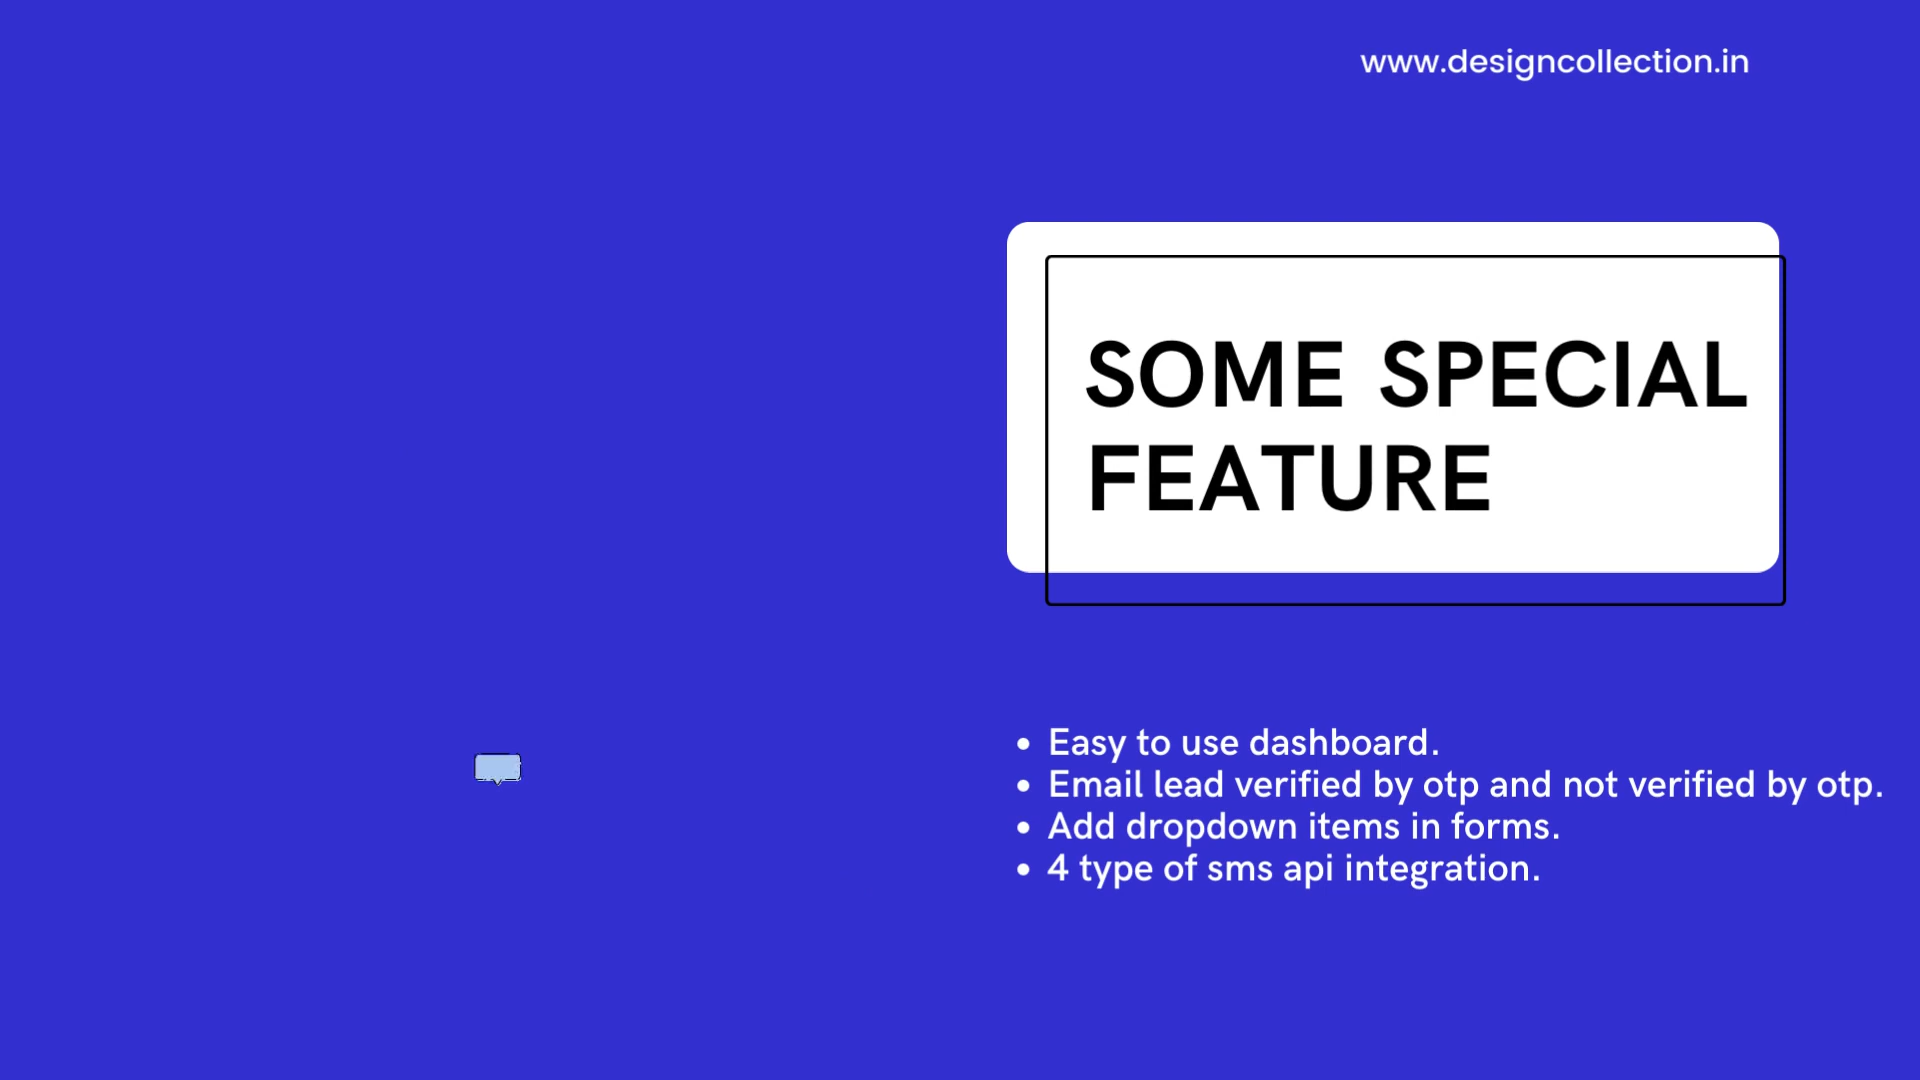 www.designcollection.in
SOME SPECIAL
FEATURE
• Easy to use dashboard.
• Email lead verified by otp and not verified by otp.
• Add dropdown items in forms.
• 4 type of sms api integration.